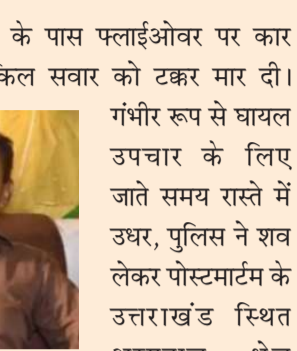 के पास फ्लाईओवर पर कार
सवार को टक्कर मार दी।
गंभीर रूप से घायल
उपचार के लिए
जाते समय रास्ते में
उधर, पुलिस ने शव
लेकर पोस्टमार्टम के
उत्तराखंड स्थित